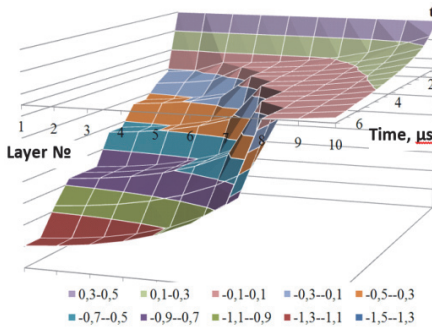 t
2
4
6
Time, µs
1 2 3 4 5 6 7 8 9 10
Layer №
0,3-0,5 0,1-0,3 -0,1-0,1 -0,3--0,1 -0,5--0,3
-0,7--0,5 -0,9--0,7 -1,1--0,9 -1,3--1,1 -1,5--1,3